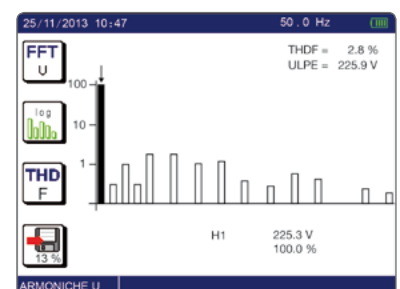 25/11/2013 10:47 50.0 Hz
FFT
U
THDF = 2.8 %
ULPE = 225.9 V
100
log
10
1
THD
F
H1 225.3 V
100.0 %
13 %
ARMONICHE U